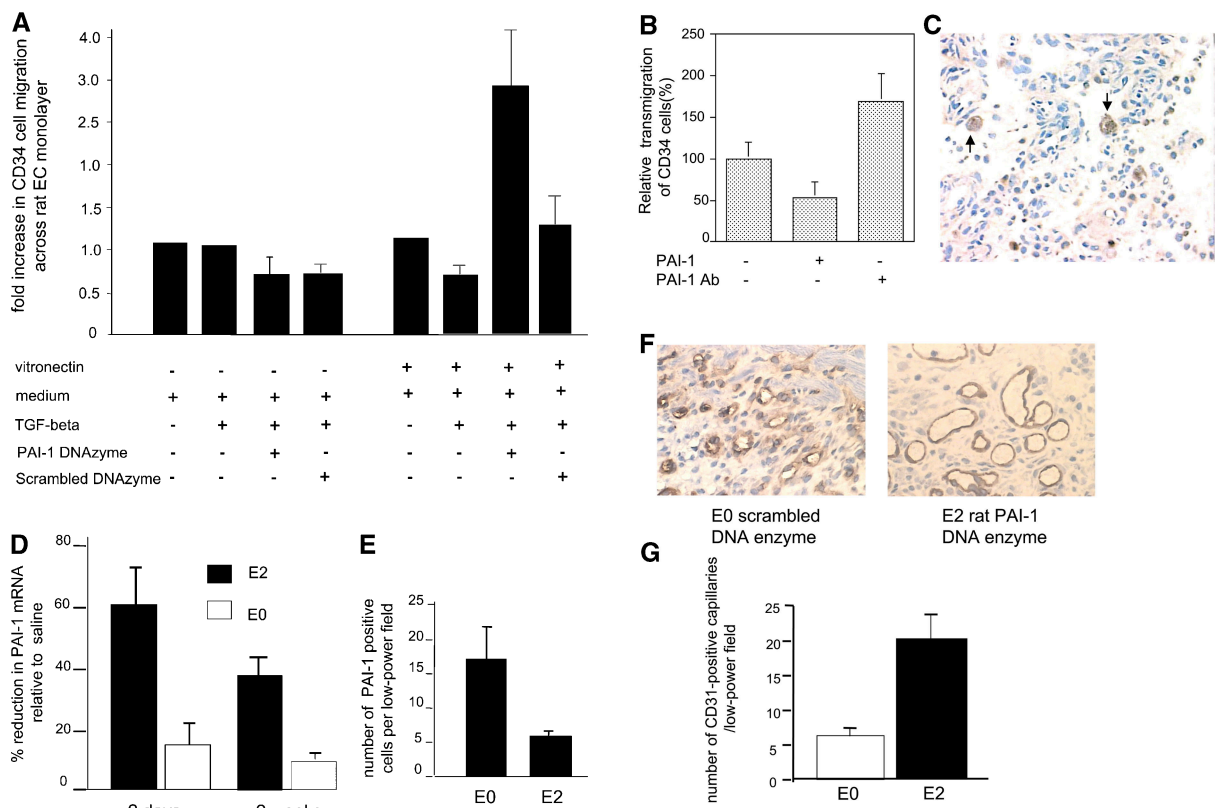 A
fold increase in CD34 cell migration
across rat EC monolayer
4.0
3.0
2.5
1.0
1.5
1.0
0.5
0
vitronectin - - - - + + + +
medium + + + + + + + +
TGF-beta - + + + - + + +
PAI-1 DNAzyme - - + - - - + -
Scrambled DNAzyme - - - + - - - +
B
Relative transmigration
of CD34 cells(%)
250
200
150
100
50
0
PAI-1 - + -
PAI-1 Ab - - +
C
D
% reduction in PAI-1 mRNA
relative to saline
80
60
40
20
0
E2
E0
E
number of PAI-1 positive
cells per low-power field
25
20
15
10
5
0
E0 E2
F
E0 scrambled
DNA enzyme
E2 rat PAI-1
DNA enzyme
G
number of CD31-positive capillaries
/low-power field
25
20
15
10
5
0
E0 E2